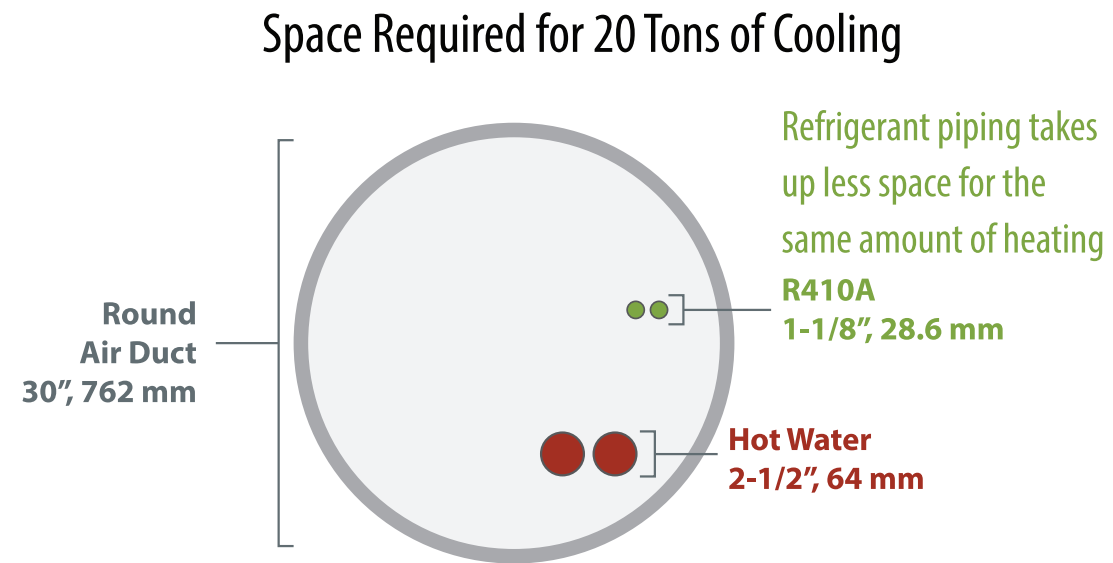 Space Required for 20 Tons of Cooling
Refrigerant piping takes
up less space for the
same amount of heating
R410A
1-1/8”, 28.6 mm
Round
Air Duct
30”, 762 mm
Hot Water
2-1/2”, 64 mm